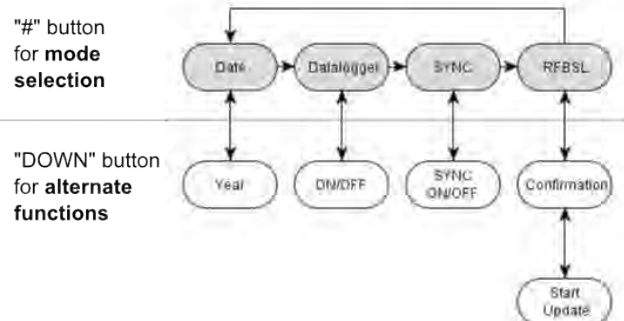 "#" button
for mode
selection
Date
Datalogger
SYNC
RFBSL
"DOWN" button
for alternate
functions
Year
ON/OFF
SYNC
ON/OFF
Confirmation
Start
Update